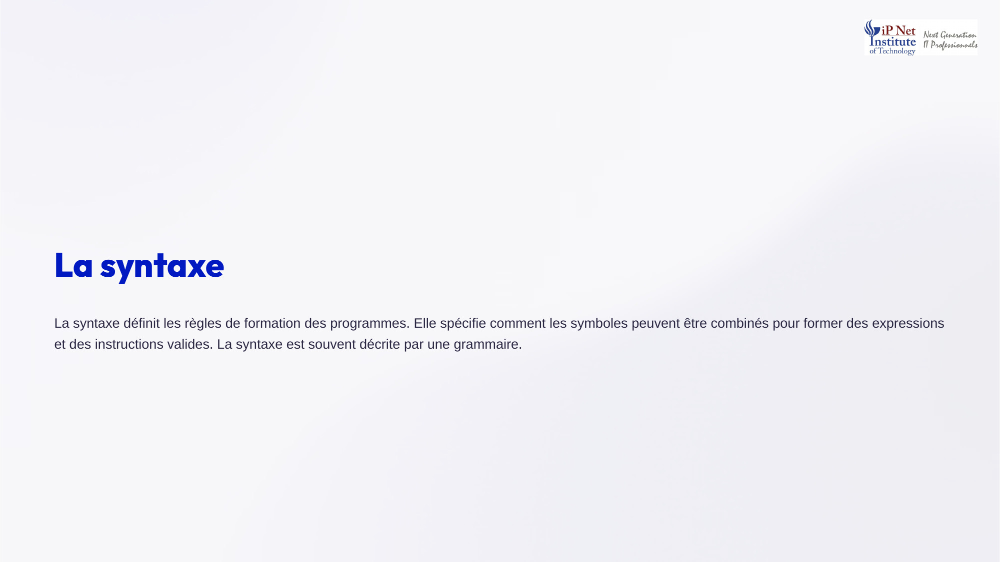 iP Net
Institute
of Technology
Next Generation
IT Professionnels
La syntaxe
La syntaxe définit les règles de formation des programmes. Elle spécifie comment les symboles peuvent être combinés pour former des expressions
et des instructions valides. La syntaxe est souvent décrite par une grammaire.